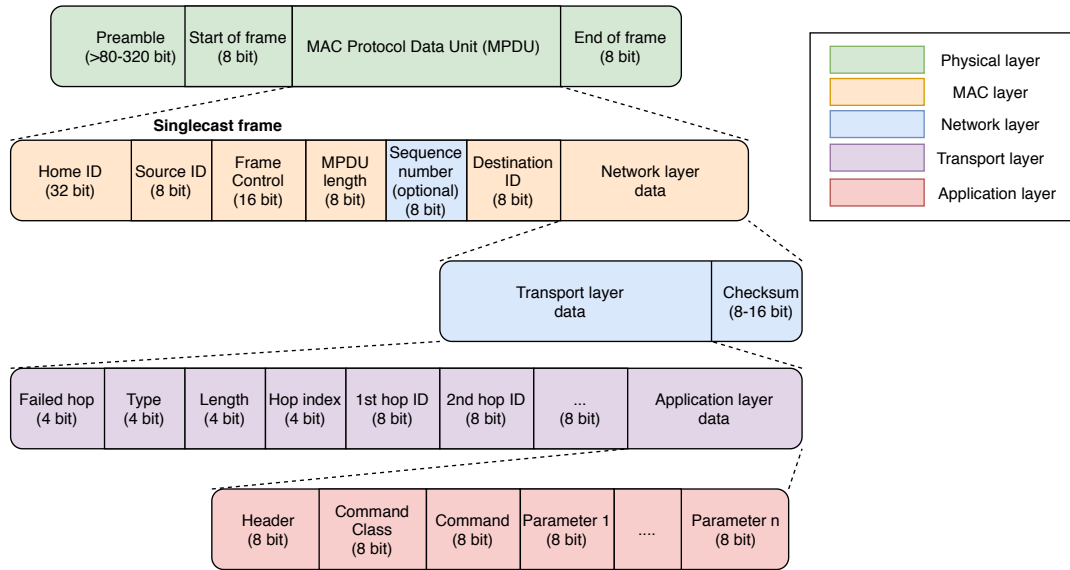 Preamble
(>80-320 bit)
Start of frame
(8 bit)
MAC Protocol Data Unit (MPDU)
End of frame
(8 bit)
Physical layer
MAC layer
Network layer
Transport layer
Application layer
Singlecast frame
Home ID
(32 bit)
Source ID
(8 bit)
Frame
Control
(16 bit)
MPDU
length
(8 bit)
Sequence
number
(optional)
(8 bit)
Destination
ID
(8 bit)
Network layer
data
Transport layer
data
Checksum
(8-16 bit)
Failed hop
(4 bit)
Type
(4 bit)
Length
(4 bit)
Hop index
(4 bit)
1st hop ID
(8 bit)
2nd hop ID
(8 bit)
...
(8 bit)
Application layer
data
Header
(8 bit)
Command
Class
(8 bit)
Command
(8 bit)
Parameter 1
(8 bit)
....
Parameter n
(8 bit)